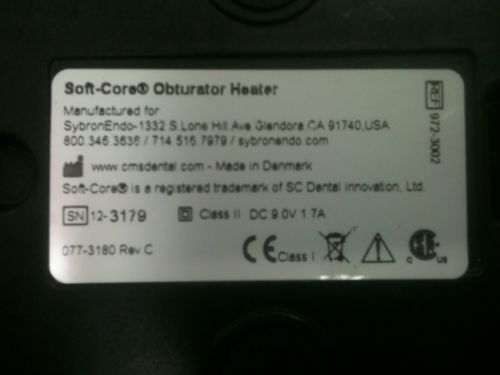 Soft-Core® Obturator Heater
Manufactured for
SybronEndo-1332 S.Lone Hill Ave,Glendora CA 91740,USA
800.346.3636 / 714.516.7979 / sybronendo.com
www.cmsdental.com - Made in Denmark
Soft-Core® is a registered trademark of SC Dental Innovation, Ltd.
SN 12-3179
Class II DC 9.0V 1.7A
077-3180 Rev C
CE Class I
C US
REF 972-3002